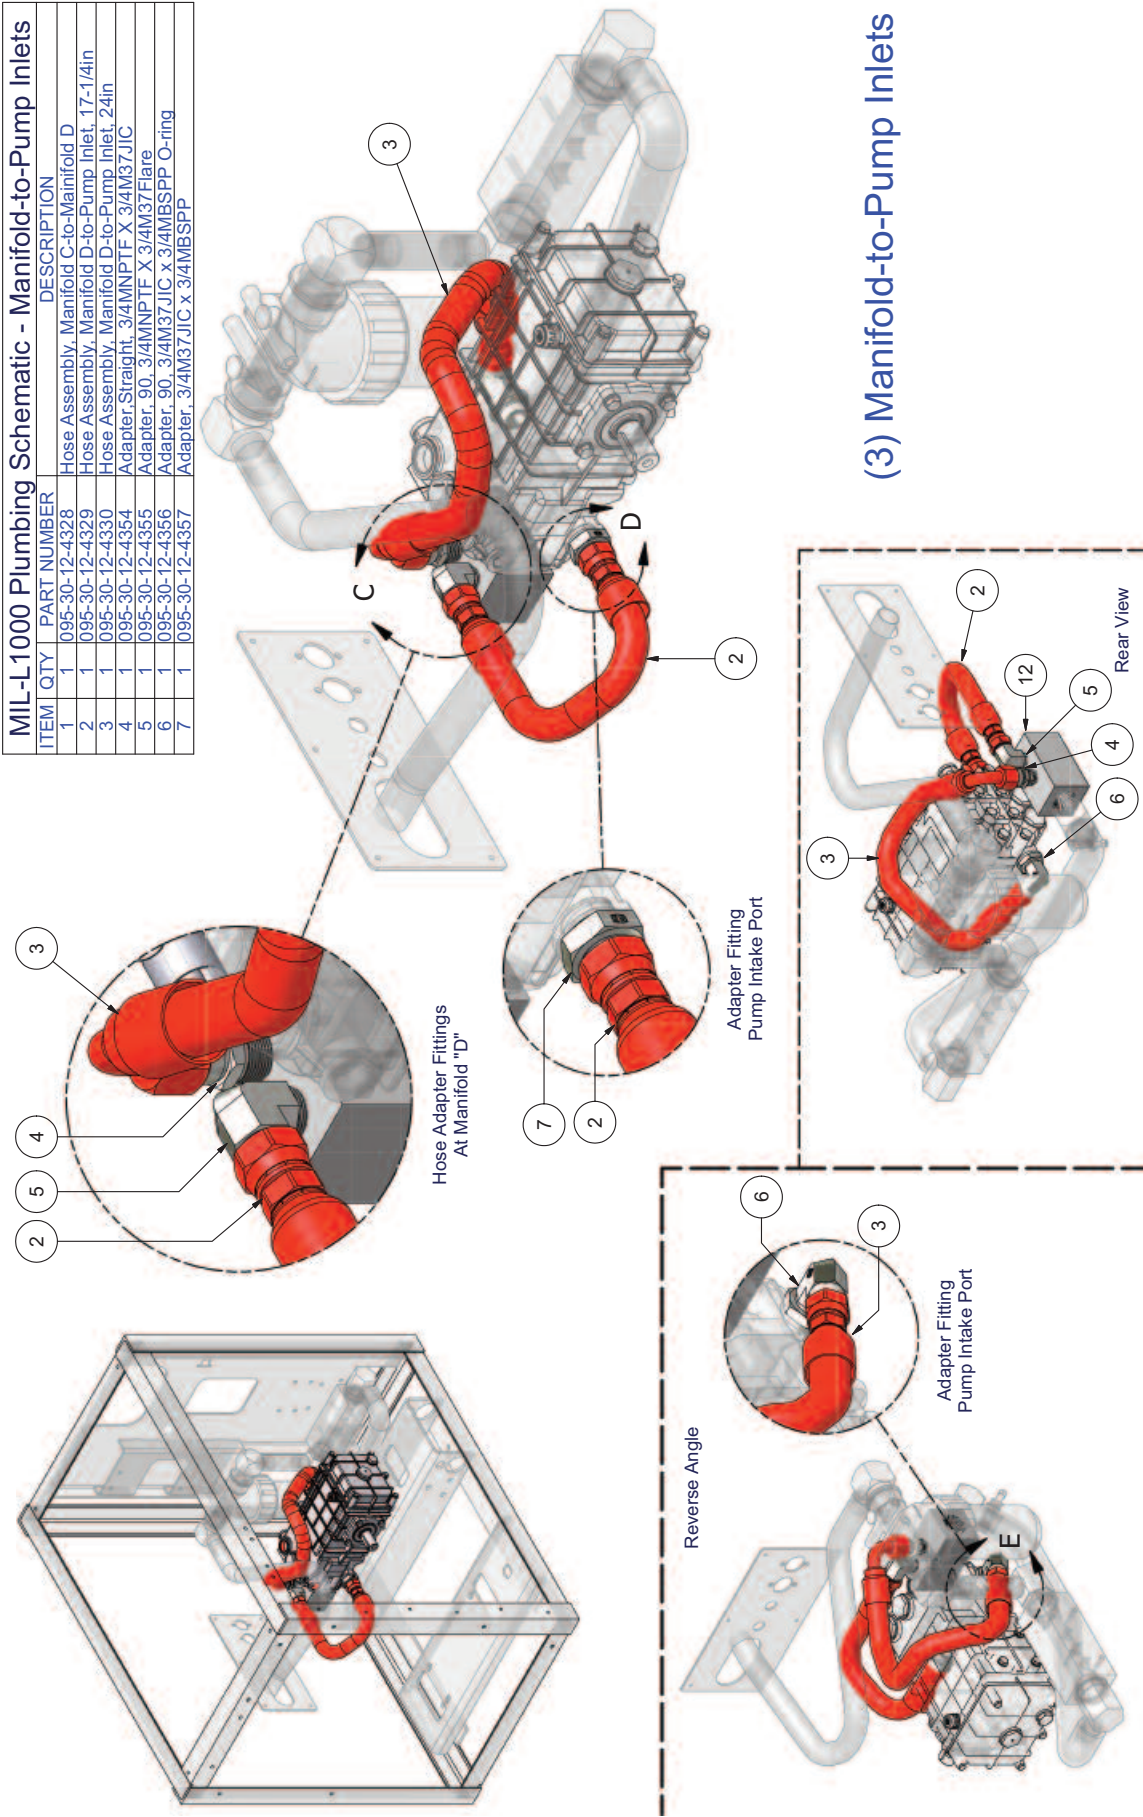 MIL-L1000 Plumbing Schematic - Manifold-to-Pump Inlets
ITEM QTY PART NUMBER DESCRIPTION
1 1 095-30-12-4328 Hose Assembly, Manifold C-to-Mainifold D
2 1 095-30-12-4329 Hose Assembly, Manifold D-to-Pump Inlet, 17-1/4in
3 1 095-30-12-4330 Hose Assembly, Manifold D-to-Pump Inlet, 24in
4 1 095-30-12-4354 Adapter,Straight, 3/4MNPTF X 3/4M37JIC
5 1 095-30-12-4355 Adapter, 90, 3/4MNPTF X 3/4M37Flare
6 1 095-30-12-4356 Adapter, 90, 3/4M37JIC x 3/4MBSPP O-ring
7 1 095-30-12-4357 Adapter, 3/4M37JIC x 3/4MBSPP
3
C
D
2
2
5
4
3
Hose Adapter Fittings
At Manifold "D"
7
2
Adapter Fitting
Pump Intake Port
(3) Manifold-to-Pump Inlets
Reverse Angle
6
3
E
Adapter Fitting
Pump Intake Port
3
2
12
5
4
6
Rear View